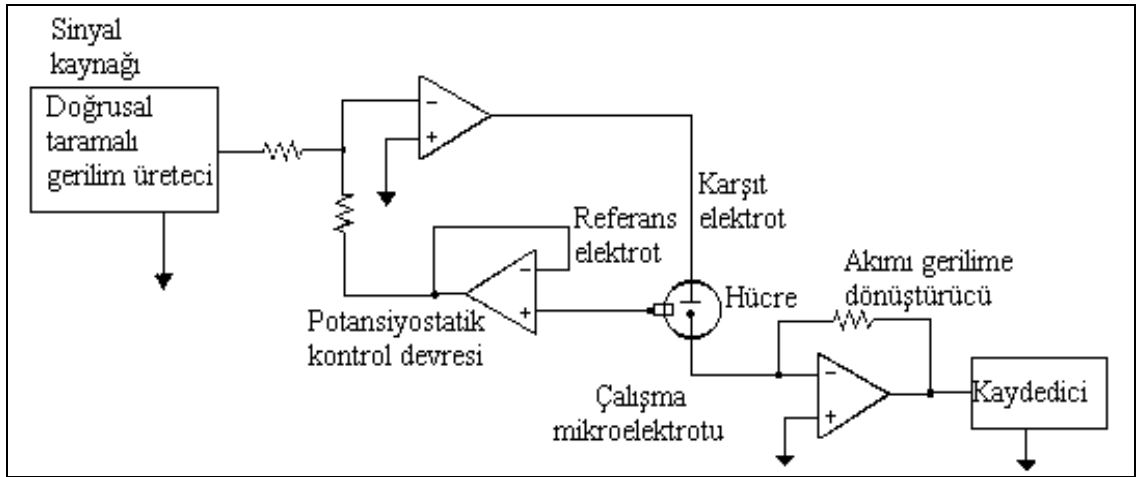 Sinyal
kaynağı
Doğrusal
taramalı
gerilim üreteci
−
+
Karşıt
elektrot
Referans
elektrot
−
+
Potansiyostatik
kontrol devresi
Hücre
Akımı gerilime
dönüştürücü
−
+
Çalışma
mikroelektrotu
Kaydedici